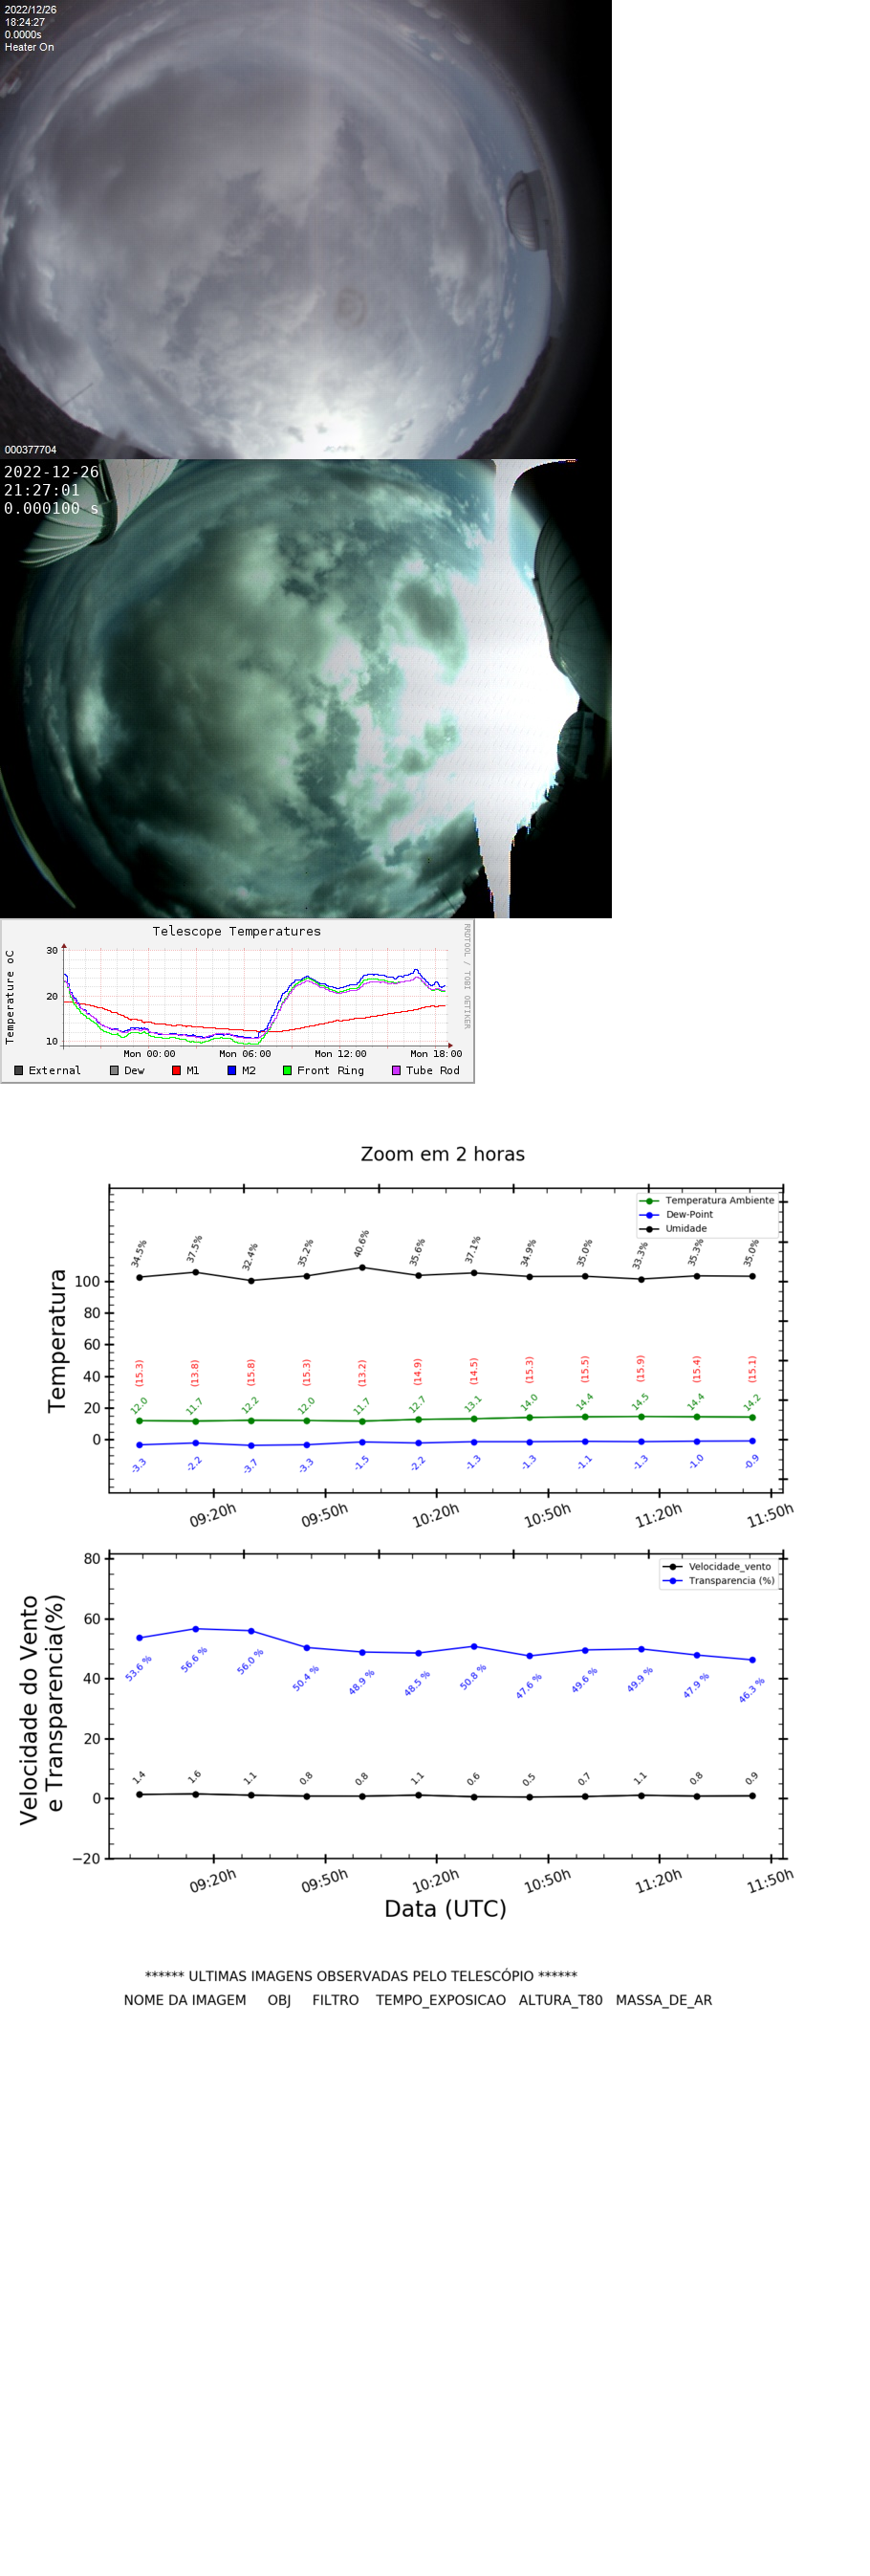 2022/12/26
18:24:27
0.0000s
Heater On
000377704
2022-12-26
21:27:01
0.000100 s
Telescope Temperatures
RRDTOOL / TOBI OETIKER
Temperature oC
30
20
10
Mon 00:00 Mon 06:00 Mon 12:00 Mon 18:00
External Dew M1 M2 Front Ring Tube Rod
Zoom em 2 horas
Temperatura Ambiente
Dew-Point
Umidade
Temperatura
100
80
60
40
20
0
34.5% 37.5% 32.4% 35.2% 40.6% 35.6% 37.1% 34.9% 35.0% 33.3% 35.3% 35.0%
(15.3) (13.8) (15.8) (15.3) (13.2) (14.9) (14.5) (15.3) (15.5) (15.9) (15.4) (15.1)
12.0 11.7 12.2 12.0 11.7 12.7 13.1 14.0 14.4 14.5 14.4 14.2
-3.3 -2.2 -3.7 -3.3 -1.5 -2.2 -1.3 -1.3 -1.1 -1.3 -1.0 -0.9
09:20h 09:50h 10:20h 10:50h 11:20h 11:50h
Velocidade_vento
Transparencia (%)
Velocidade do Vento
e Transparencia(%)
80
60
40
20
0
−20
53.6 % 56.6 % 56.0 % 50.4 % 48.9 % 48.5 % 50.8 % 47.6 % 49.6 % 49.9 % 47.9 % 46.3 %
1.4 1.6 1.1 0.8 0.8 1.1 0.6 0.5 0.7 1.1 0.8 0.9
09:20h 09:50h 10:20h 10:50h 11:20h 11:50h
Data (UTC)
****** ULTIMAS IMAGENS OBSERVADAS PELO TELESCÓPIO ******
NOME DA IMAGEM OBJ FILTRO TEMPO_EXPOSICAO ALTURA_T80 MASSA_DE_AR